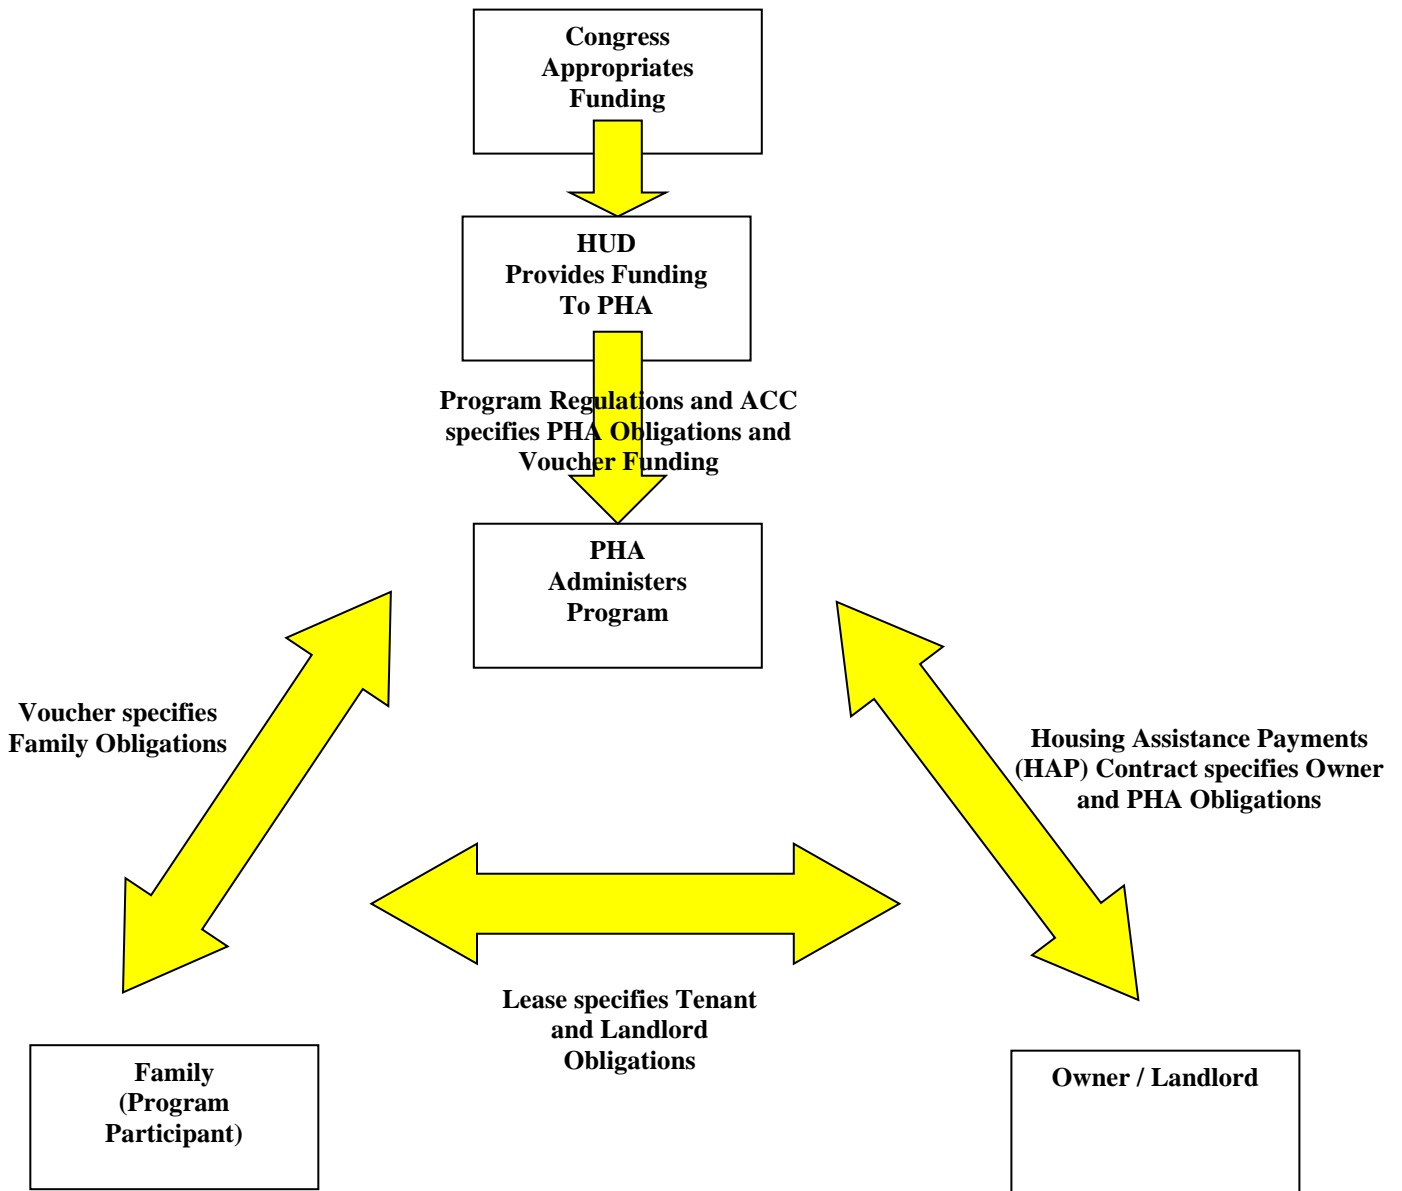 Congress
Appropriates
Funding
HUD
Provides Funding
To PHA
Program Regulations and ACC
specifies PHA Obligations and
Voucher Funding
PHA
Administers
Program
Voucher specifies
Family Obligations
Housing Assistance Payments
(HAP) Contract specifies Owner
and PHA Obligations
Lease specifies Tenant
and Landlord
Obligations
Family
(Program
Participant)
Owner / Landlord